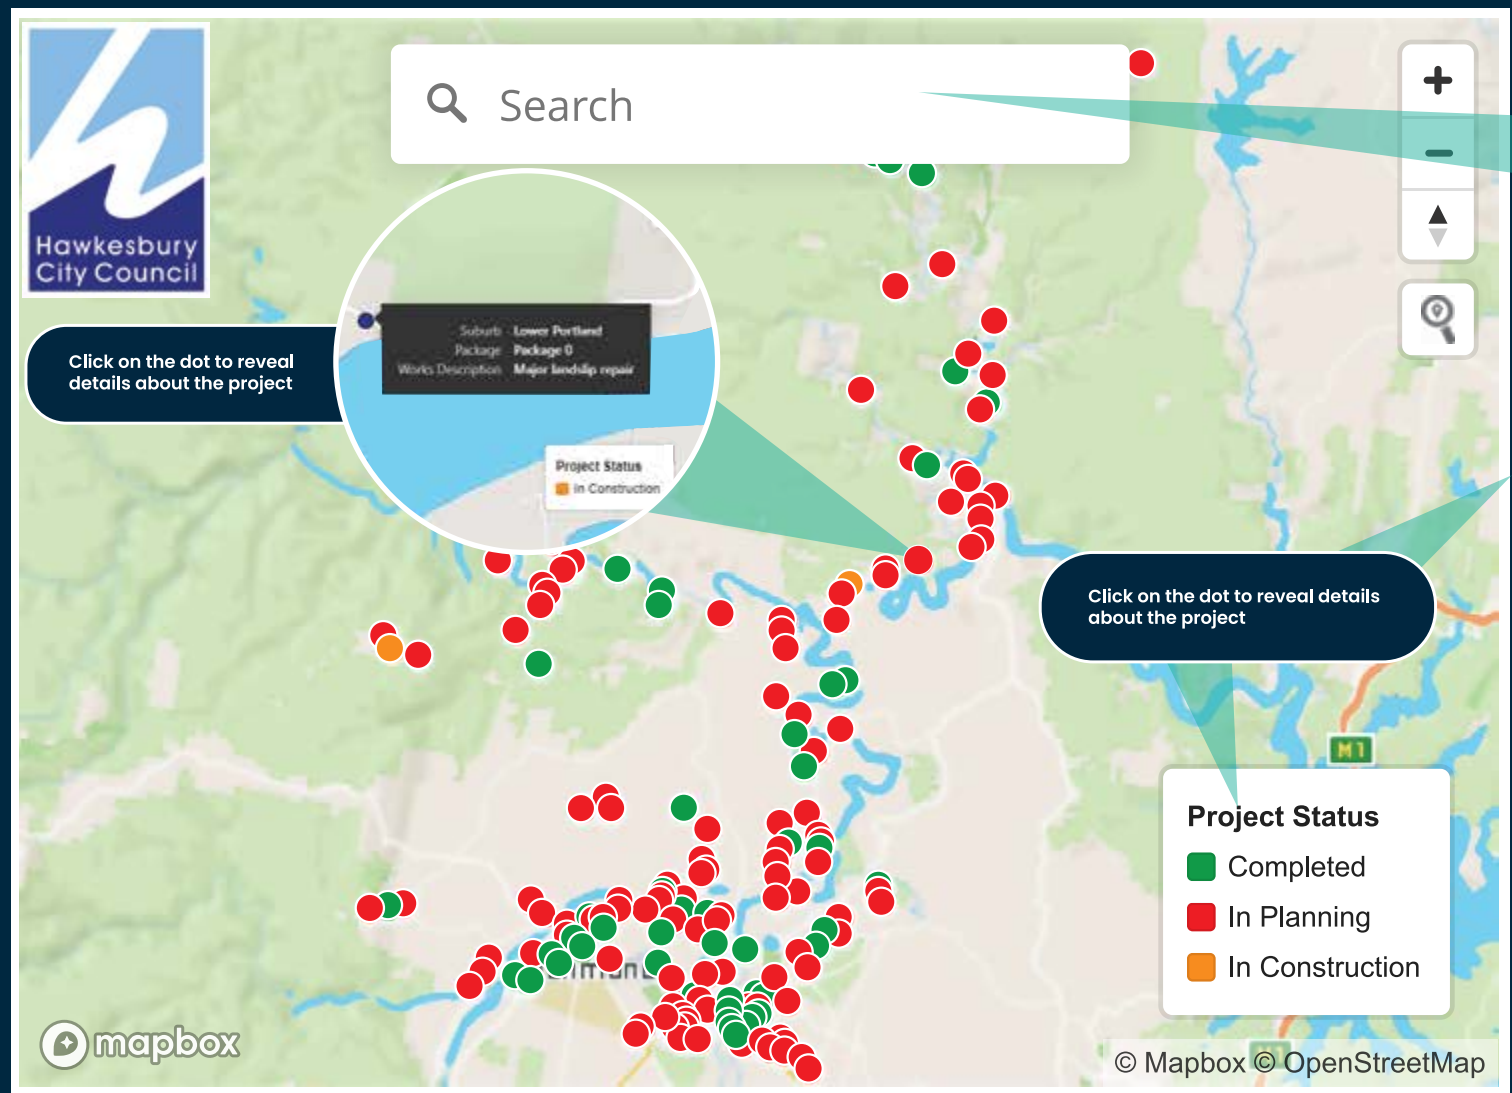 Hawkesbury
City Council
Search
Click on the dot to reveal
details about the project
Suburb Lower Portland
Package Package 0
Works Description Major landslip repair
Project Status
In Construction
Click on the dot to reveal details
about the project
M1
Project Status
Completed
In Planning
In Construction
mapbox
© Mapbox © OpenStreetMap